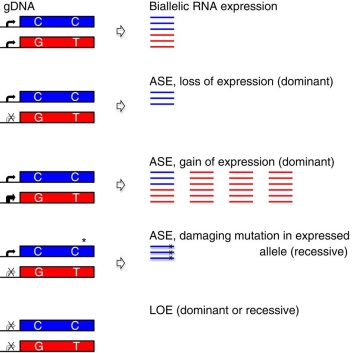 gDNA Biallelic RNA expression
C C
G T
ASE, loss of expression (dominant)
C C
G T
ASE, gain of expression (dominant)
C C
G T
ASE, damaging mutation in expressed
allele (recessive)
*
C C
*
*
G T
LOE (dominant or recessive)
C C
G T